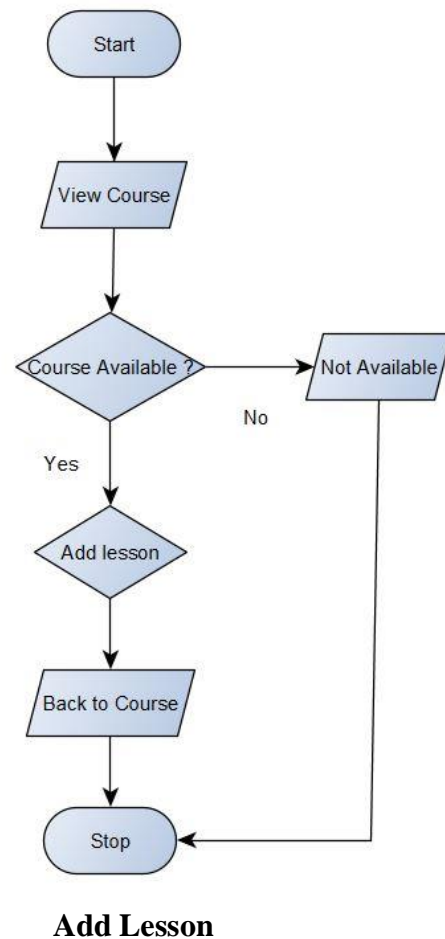 Start
View Course
Course Available ?
Not Available
No
Yes
Add lesson
Back to Course
Stop
Add Lesson